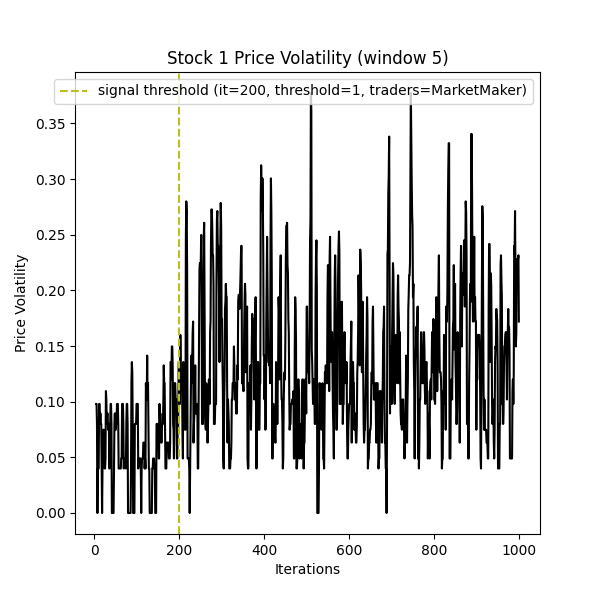 Stock 1 Price Volatility (window 5)
signal threshold (it=200, threshold=1, traders=MarketMaker)
0.35
0.30
0.25
0.20
0.15
0.10
0.05
0.00
Price Volatility
0 200 400 600 800 1000
Iterations